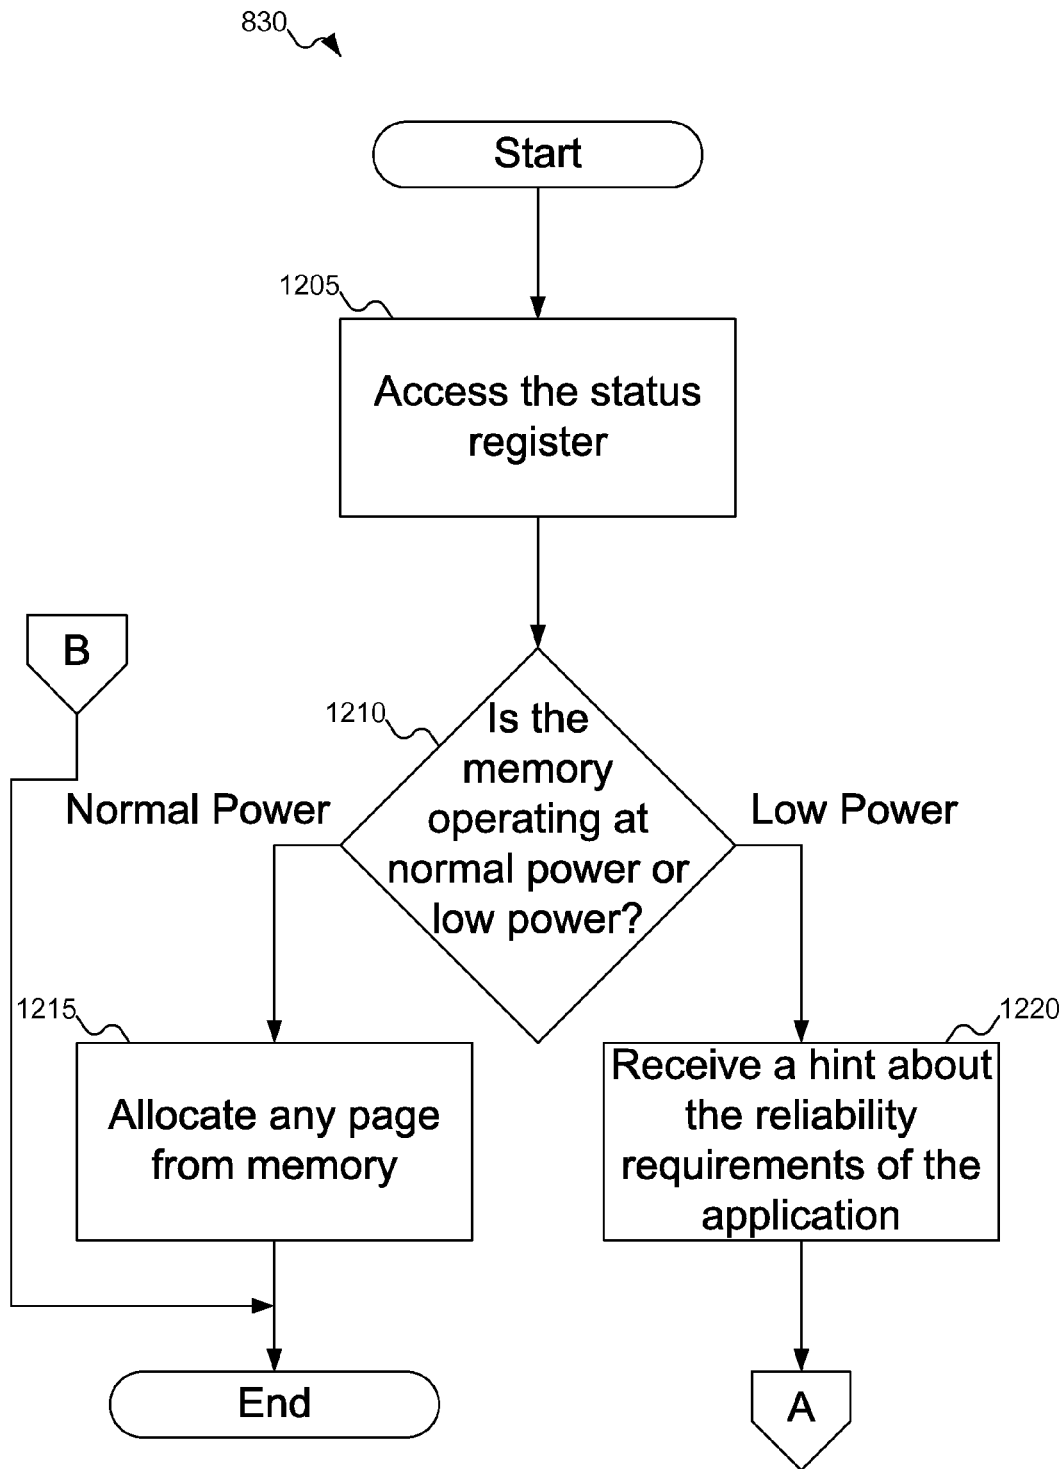 830
Start
1205
Access the status
register
B
1210
Is the
memory
operating at
normal power or
low power?
Normal Power
Low Power
1215
Allocate any page
from memory
1220
Receive a hint about
the reliability
requirements of the
application
End
A